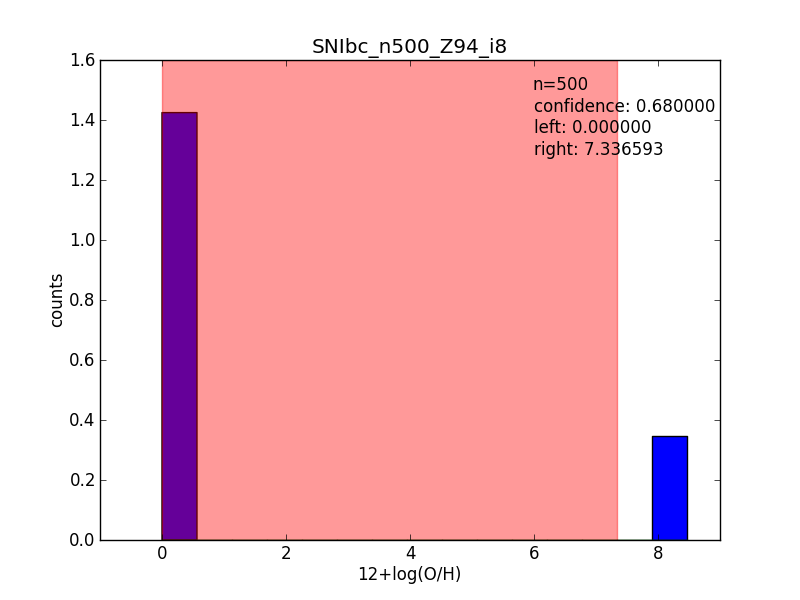 SNIbc_n500_Z94_i8
n=500
confidence: 0.680000
left: 0.000000
right: 7.336593
1.6
1.4
1.2
1.0
0.8
0.6
0.4
0.2
0.0
counts
0 2 4 6 8
12+log(O/H)